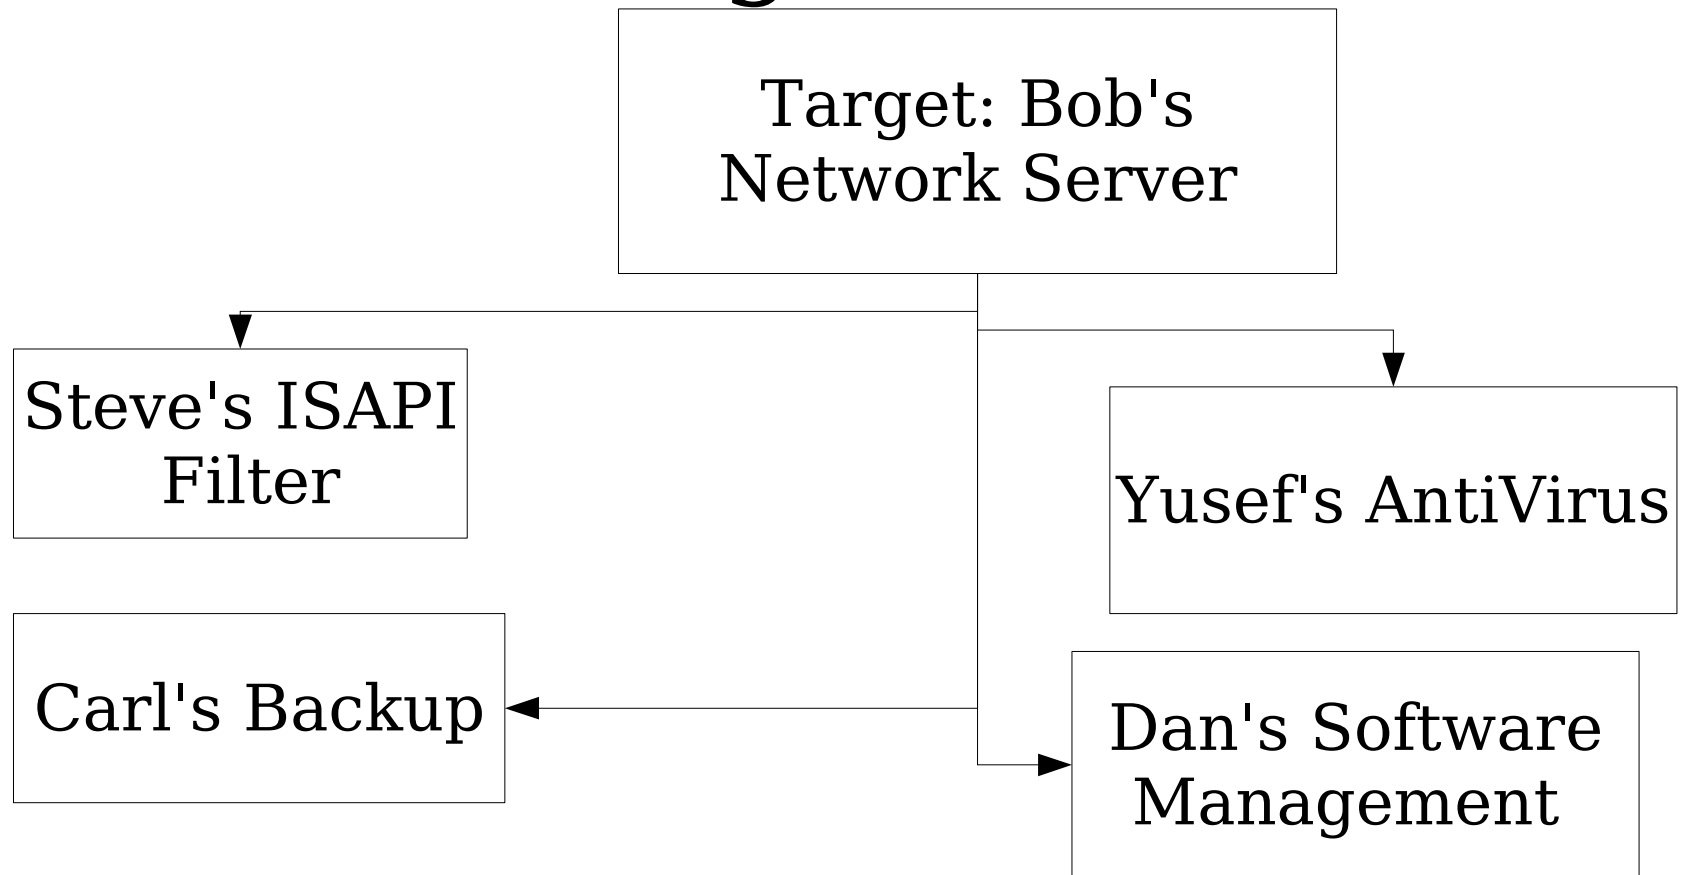 Target: Bob's
Network Server
Steve's ISAPI
Filter
Yusef's AntiVirus
Carl's Backup
Dan's Software
Management